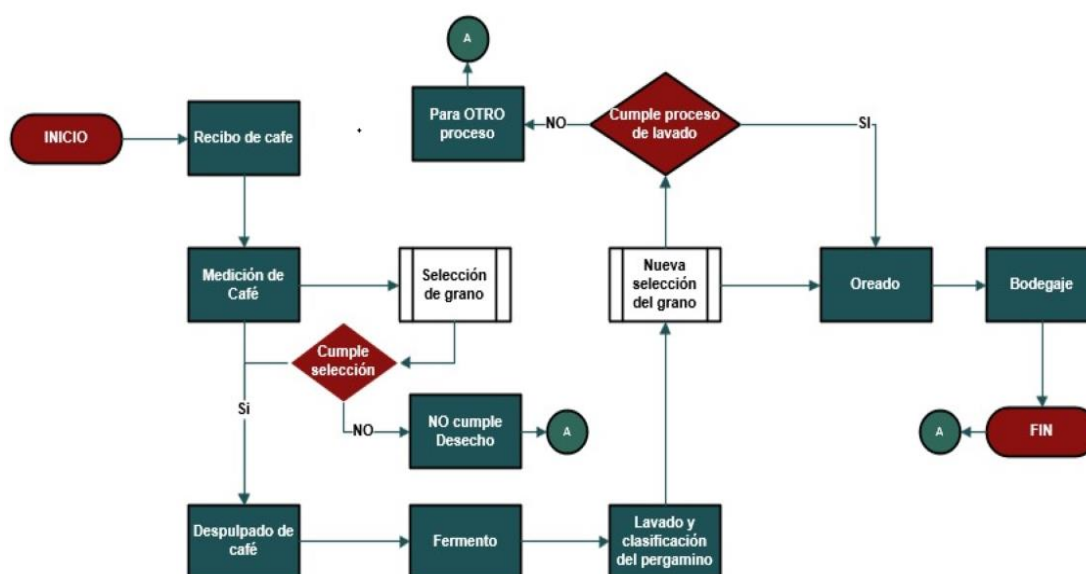 A
INICIO
Recibo de cafe
Para OTRO
proceso
NO
Cumple proceso
de lavado
SI
Medición de
Café
Selección
de grano
Nueva
selección
del grano
Oreado
Bodegaje
Cumple
selección
Si
NO
NO cumple
Desecho
A
A
FIN
Despulpado de
café
Fermento
Lavado y
clasificación
del pergamino